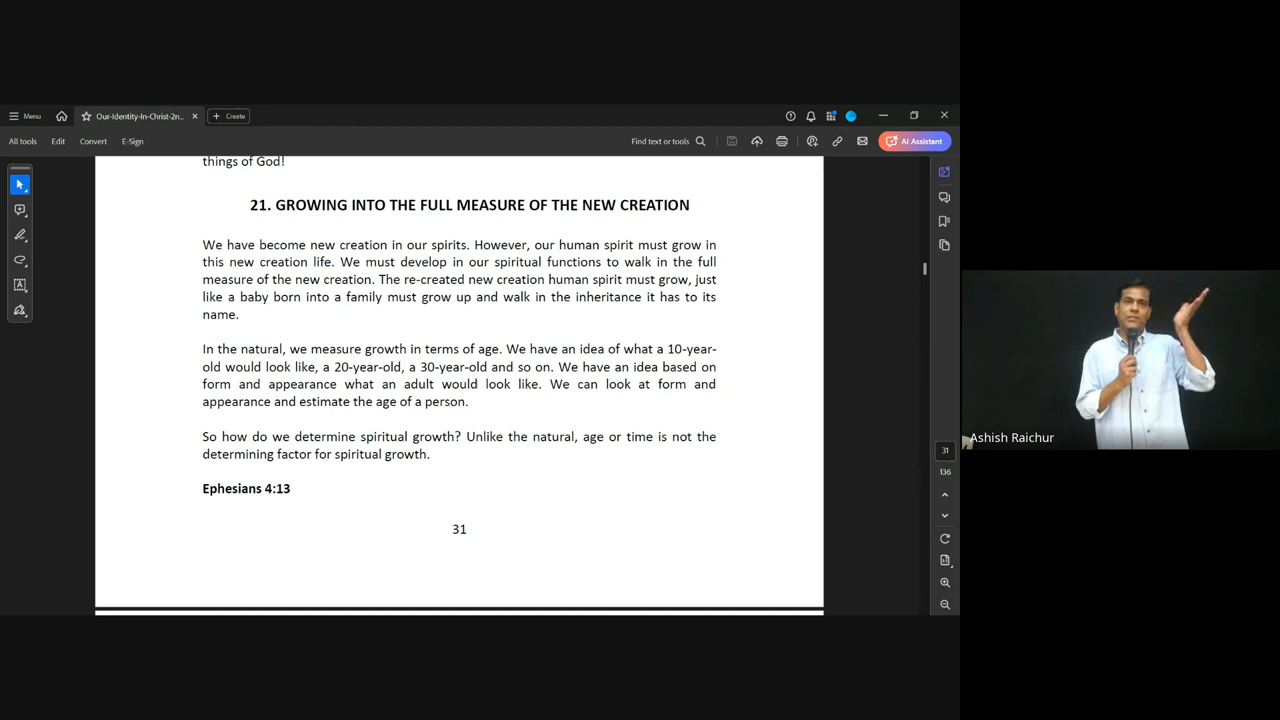 Menu
Our-Identity-In-Christ-2n...
Create
All tools
Edit
Convert
E-Sign
Find text or tools
AI Assistant
things of God!
21. GROWING INTO THE FULL MEASURE OF THE NEW CREATION
We have become new creation in our spirits. However, our human spirit must grow in
this new creation life. We must develop in our spiritual functions to walk in the full
measure of the new creation. The re-created new creation human spirit must grow, just
like a baby born into a family must grow up and walk in the inheritance it has to its
name.
In the natural, we measure growth in terms of age. We have an idea of what a 10-year-
old would look like, a 20-year-old, a 30-year-old and so on. We have an idea based on
form and appearance what an adult would look like. We can look at form and
appearance and estimate the age of a person.
So how do we determine spiritual growth? Unlike the natural, age or time is not the
determining factor for spiritual growth.
Ephesians 4:13
31
31
136
Ashish Raichur